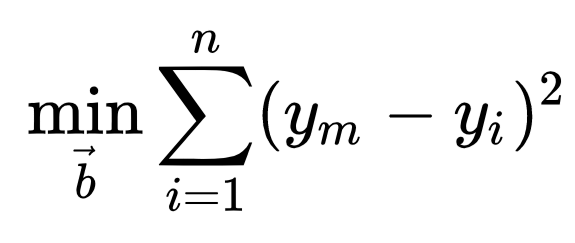 \min_{\vec{b}} \sum_{i=1}^{n} (y_m - y_i)^2